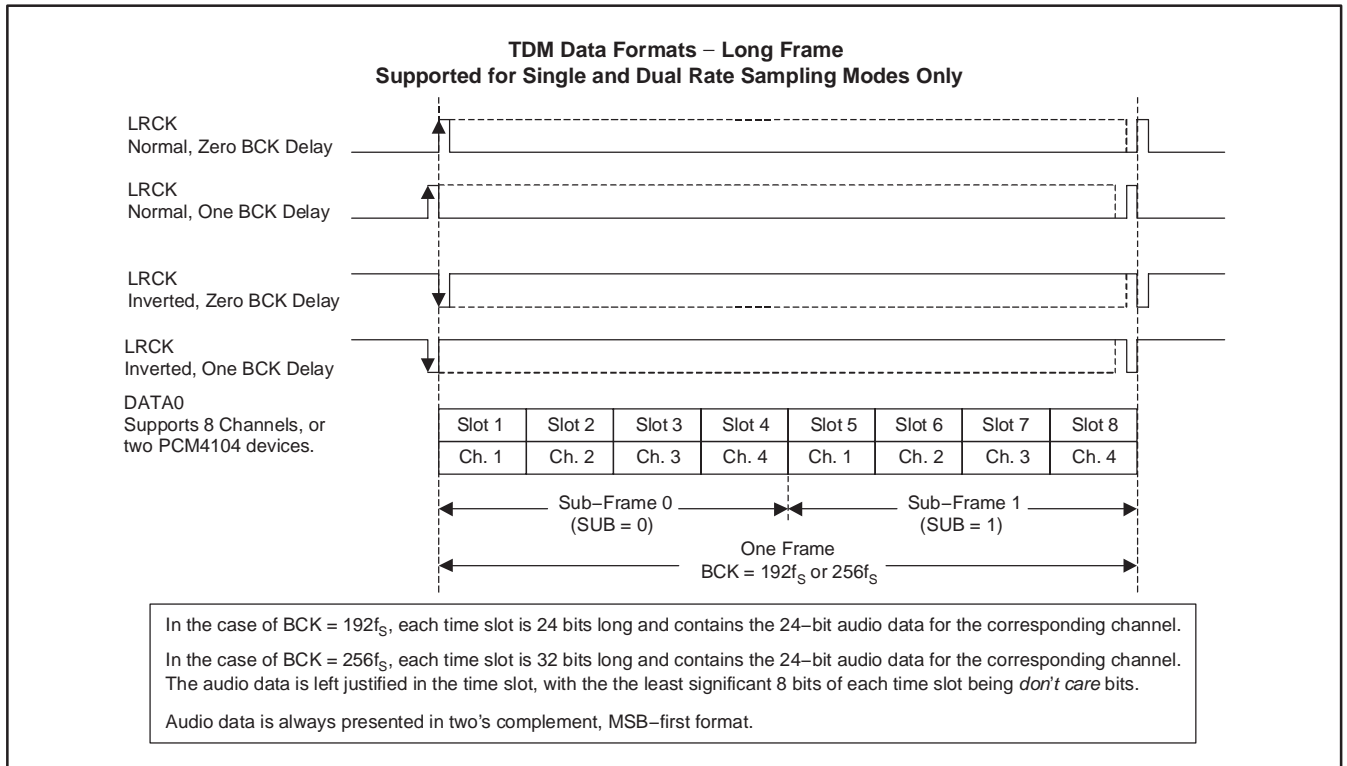 TDM Data Formats − Long Frame
Supported for Single and Dual Rate Sampling Modes Only
LRCK
Normal, Zero BCK Delay
LRCK
Normal, One BCK Delay
LRCK
Inverted, Zero BCK Delay
LRCK
Inverted, One BCK Delay
DATA0
Supports 8 Channels, or
two PCM4104 devices.
Slot 1 Slot 2 Slot 3 Slot 4 Slot 5 Slot 6 Slot 7 Slot 8
Ch. 1 Ch. 2 Ch. 3 Ch. 4 Ch. 1 Ch. 2 Ch. 3 Ch. 4
Sub−Frame 0 Sub−Frame 1
(SUB = 0) (SUB = 1)
One Frame
BCK = 192fS or 256fS
In the case of BCK = 192fS, each time slot is 24 bits long and contains the 24−bit audio data for the corresponding channel.
In the case of BCK = 256fS, each time slot is 32 bits long and contains the 24−bit audio data for the corresponding channel.
The audio data is left justified in the time slot, with the the least significant 8 bits of each time slot being don't care bits.
Audio data is always presented in two's complement, MSB−first format.